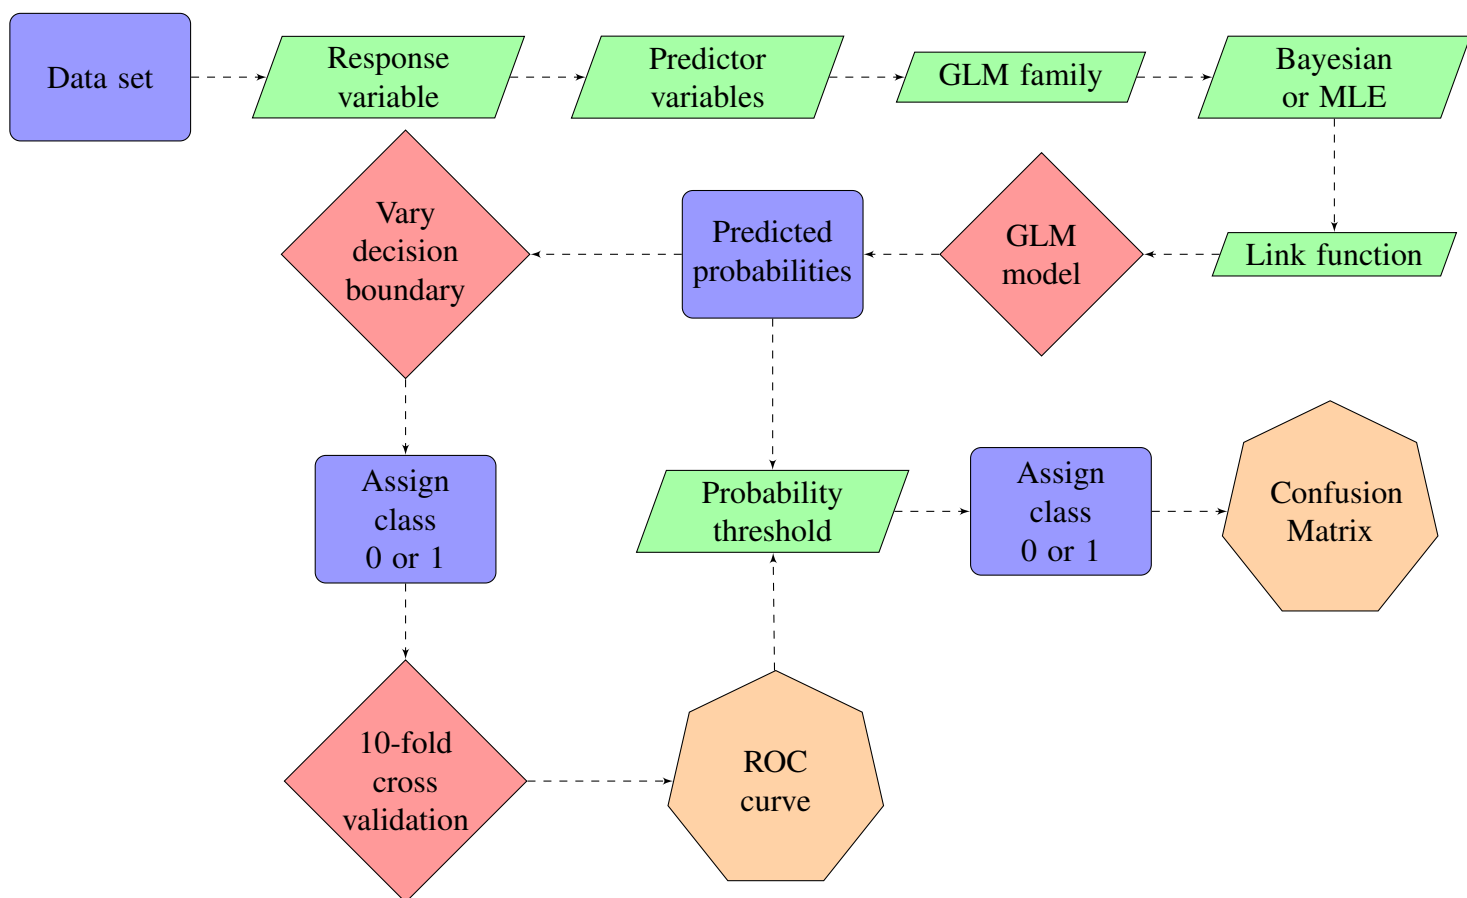 Data set
Response
variable
Predictor
variables
GLM family
Bayesian
or MLE
Vary
decision
boundary
Predicted
probabilities
GLM
model
Link function
Assign
class
0 or 1
Probability
threshold
Assign
class
0 or 1
Confusion
Matrix
10-fold
cross
validation
ROC
curve